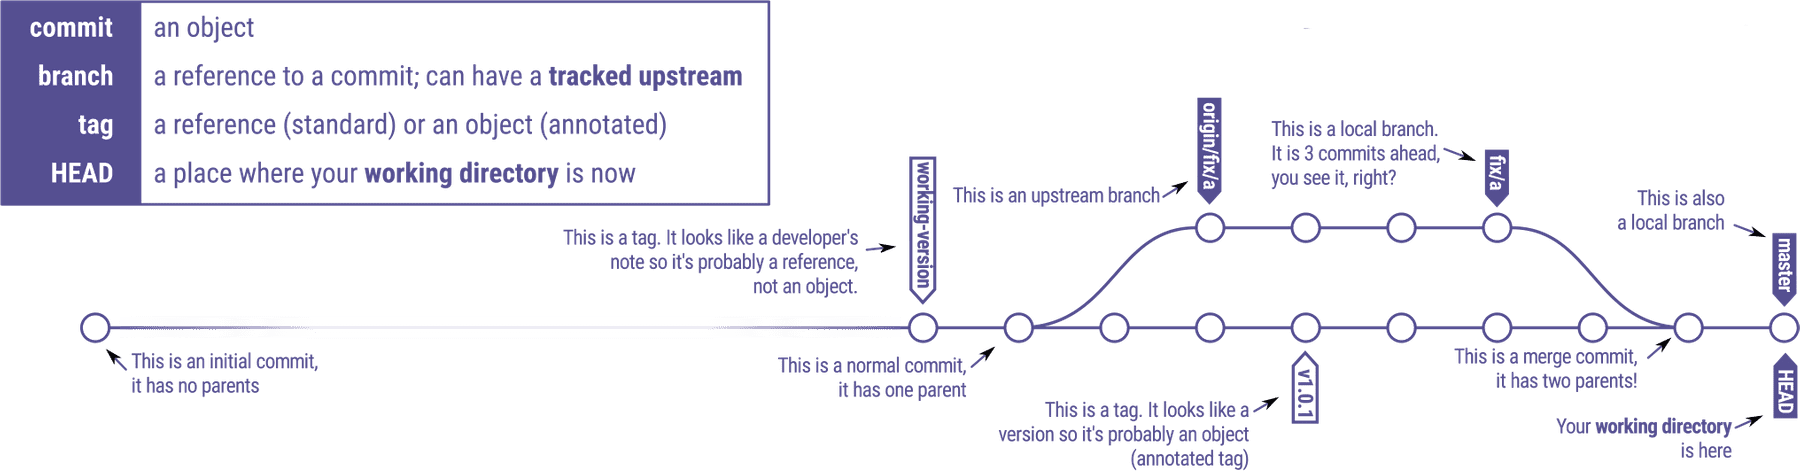 commit an object
branch a reference to a commit; can have a tracked upstream
tag a reference (standard) or an object (annotated)
HEAD a place where your working directory is now
This is a tag. It looks like a developer's
note so it's probably a reference,
not an object.
working-version
This is an upstream branch
origin/fix/a
This is a local branch.
It is 3 commits ahead,
you see it, right?
fix/a
This is also
a local branch
master
This is an initial commit,
it has no parents
This is a normal commit,
it has one parent
This is a tag. It looks like a
version so it's probably an object
(annotated tag)
v1.0.1
This is a merge commit,
it has two parents!
HEAD
Your working directory
is here